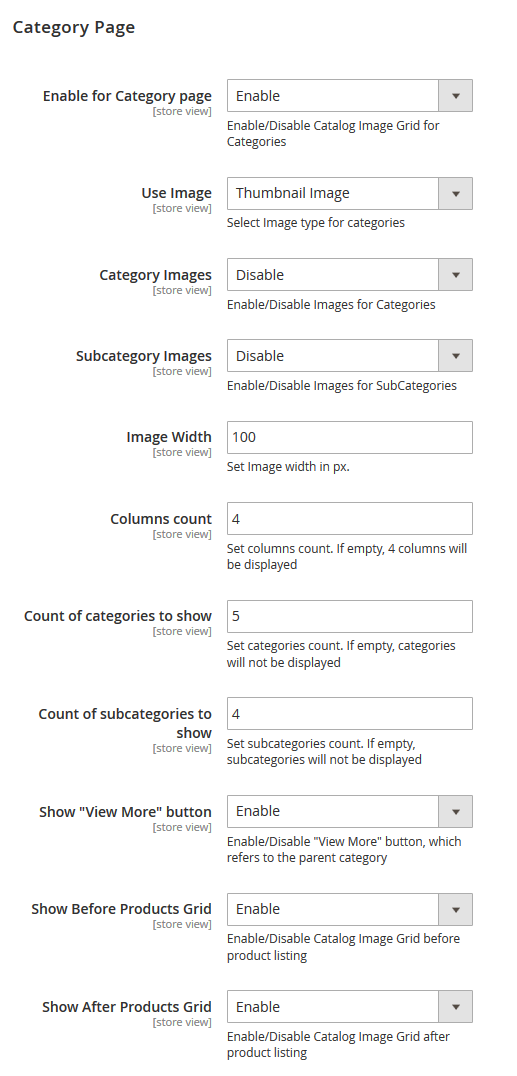 Category Page
Enable for Category page
[store view]
Enable
Enable/Disable Catalog Image Grid for
Categories
Use Image
[store view]
Thumbnail Image
Select Image type for categories
Category Images
[store view]
Disable
Enable/Disable Images for Categories
Subcategory Images
[store view]
Disable
Enable/Disable Images for SubCategories
Image Width
[store view]
100
Set Image width in px.
Columns count
[store view]
4
Set columns count. If empty, 4 columns will
be displayed
Count of categories to show
[store view]
5
Set categories count. If empty, categories
will not be displayed
Count of subcategories to
show
[store view]
4
Set subcategories count. If empty,
subcategories will not be displayed
Show "View More" button
[store view]
Enable
Enable/Disable "View More" button, which
refers to the parent category
Show Before Products Grid
[store view]
Enable
Enable/Disable Catalog Image Grid before
product listing
Show After Products Grid
[store view]
Enable
Enable/Disable Catalog Image Grid after
product listing